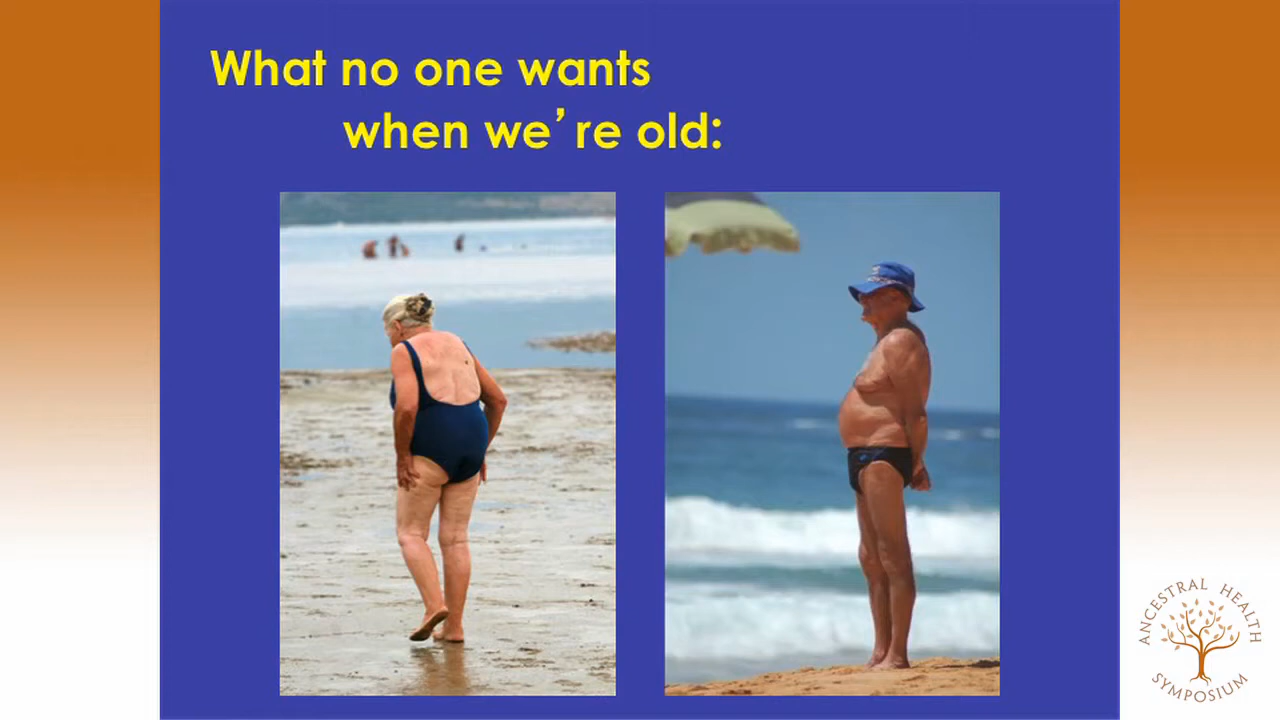 What no one wants
when we’re old:
ANCESTRAL HEALTH
SYMPOSIUM